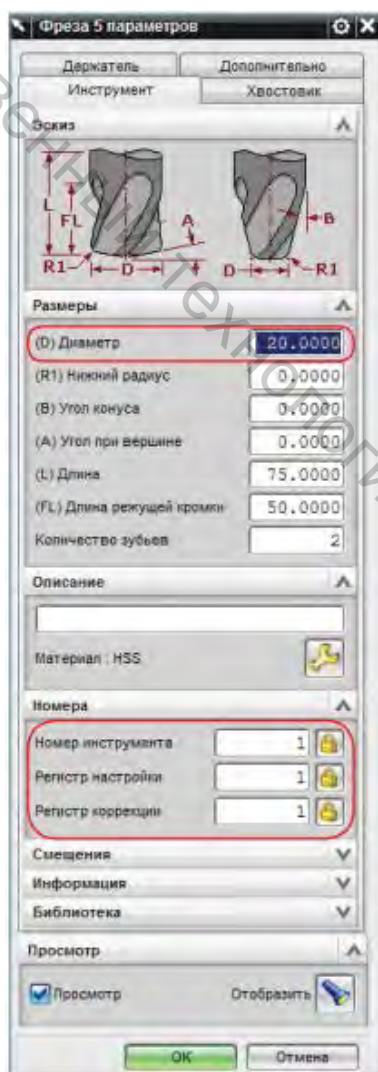 Фреза 5 параметров
Держатель Дополнительно
Инструмент Хвостовик
Эскиз
L FL A B
R1 D D R1
Размеры
(D) Диаметр 20.0000
(R1) Нижний радиус 0.0000
(B) Угол конуса 0.0000
(A) Угол при вершине 0.0000
(L) Длина 75.0000
(FL) Длина режущей кромки 50.0000
Количество зубьев 2
Описание
Материал : HSS
Номера
Номер инструмента 1
Регистр настройки 1
Регистр коррекции 1
Смещения
Информация
Библиотека
Просмотр
Просмотр Отобразить
OK Отмена